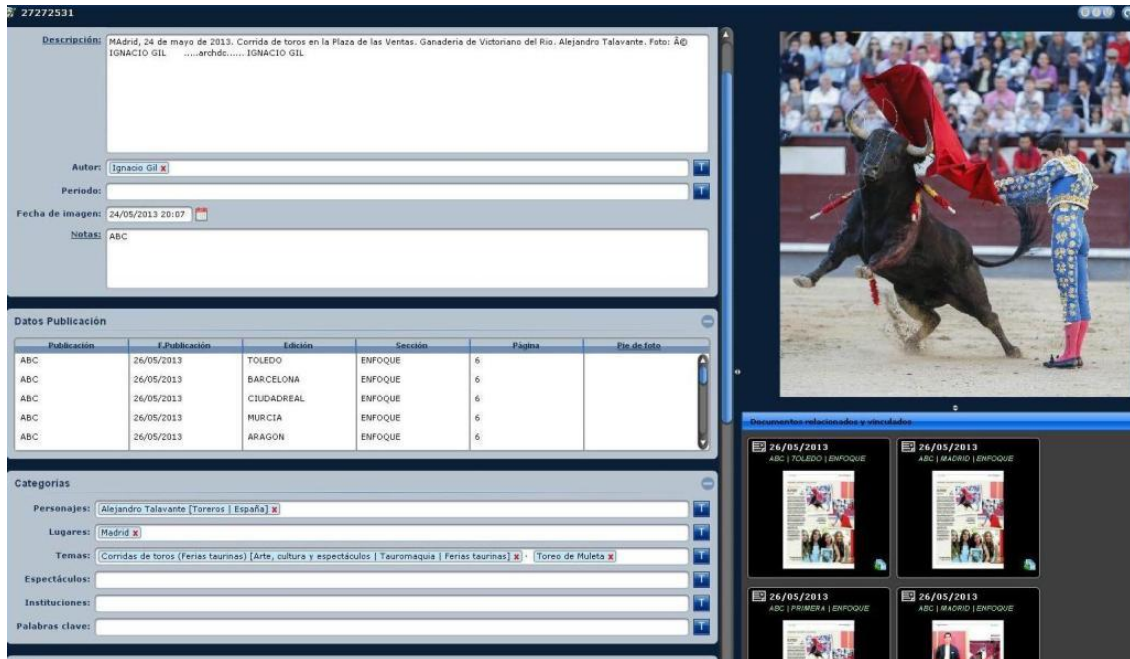 27272531
Descripción:
MAdrid, 24 de mayo de 2013. Corrida de toros en la Plaza de las Ventas. Ganaderia de Victoriano del Rio. Alejandro Talavante. Foto: Ã©
IGNACIO GIL .....archdc...... IGNACIO GIL
Autor: Ignacio Gil x T
Periodo: T
Fecha de imagen: 24/05/2013 20:07
Notas: ABC
Datos Publicación
Publicación F.Publicación Edición Sección Página Pie de foto
ABC 26/05/2013 TOLEDO ENFOQUE 6
ABC 26/05/2013 BARCELONA ENFOQUE 6
ABC 26/05/2013 CIUDADREAL ENFOQUE 6
ABC 26/05/2013 MURCIA ENFOQUE 6
ABC 26/05/2013 ARAGON ENFOQUE 6
Categorias
Personajes: Alejandro Talavante [Toreros | España] x T
Lugares: Madrid x T
Temas: Corridas de toros (Ferias taurinas) [Arte, cultura y espectáculos | Tauromaquia | Ferias taurinas] x · Toreo de Muleta x T
Espectáculos: T
Instituciones: T
Palabras clave: T
Documentos relacionados y vinculados
26/05/2013
ABC | TOLEDO | ENFOQUE
26/05/2013
ABC | MADRID | ENFOQUE
26/05/2013
ABC | PRIMERA | ENFOQUE
26/05/2013
ABC | MADRID | ENFOQUE